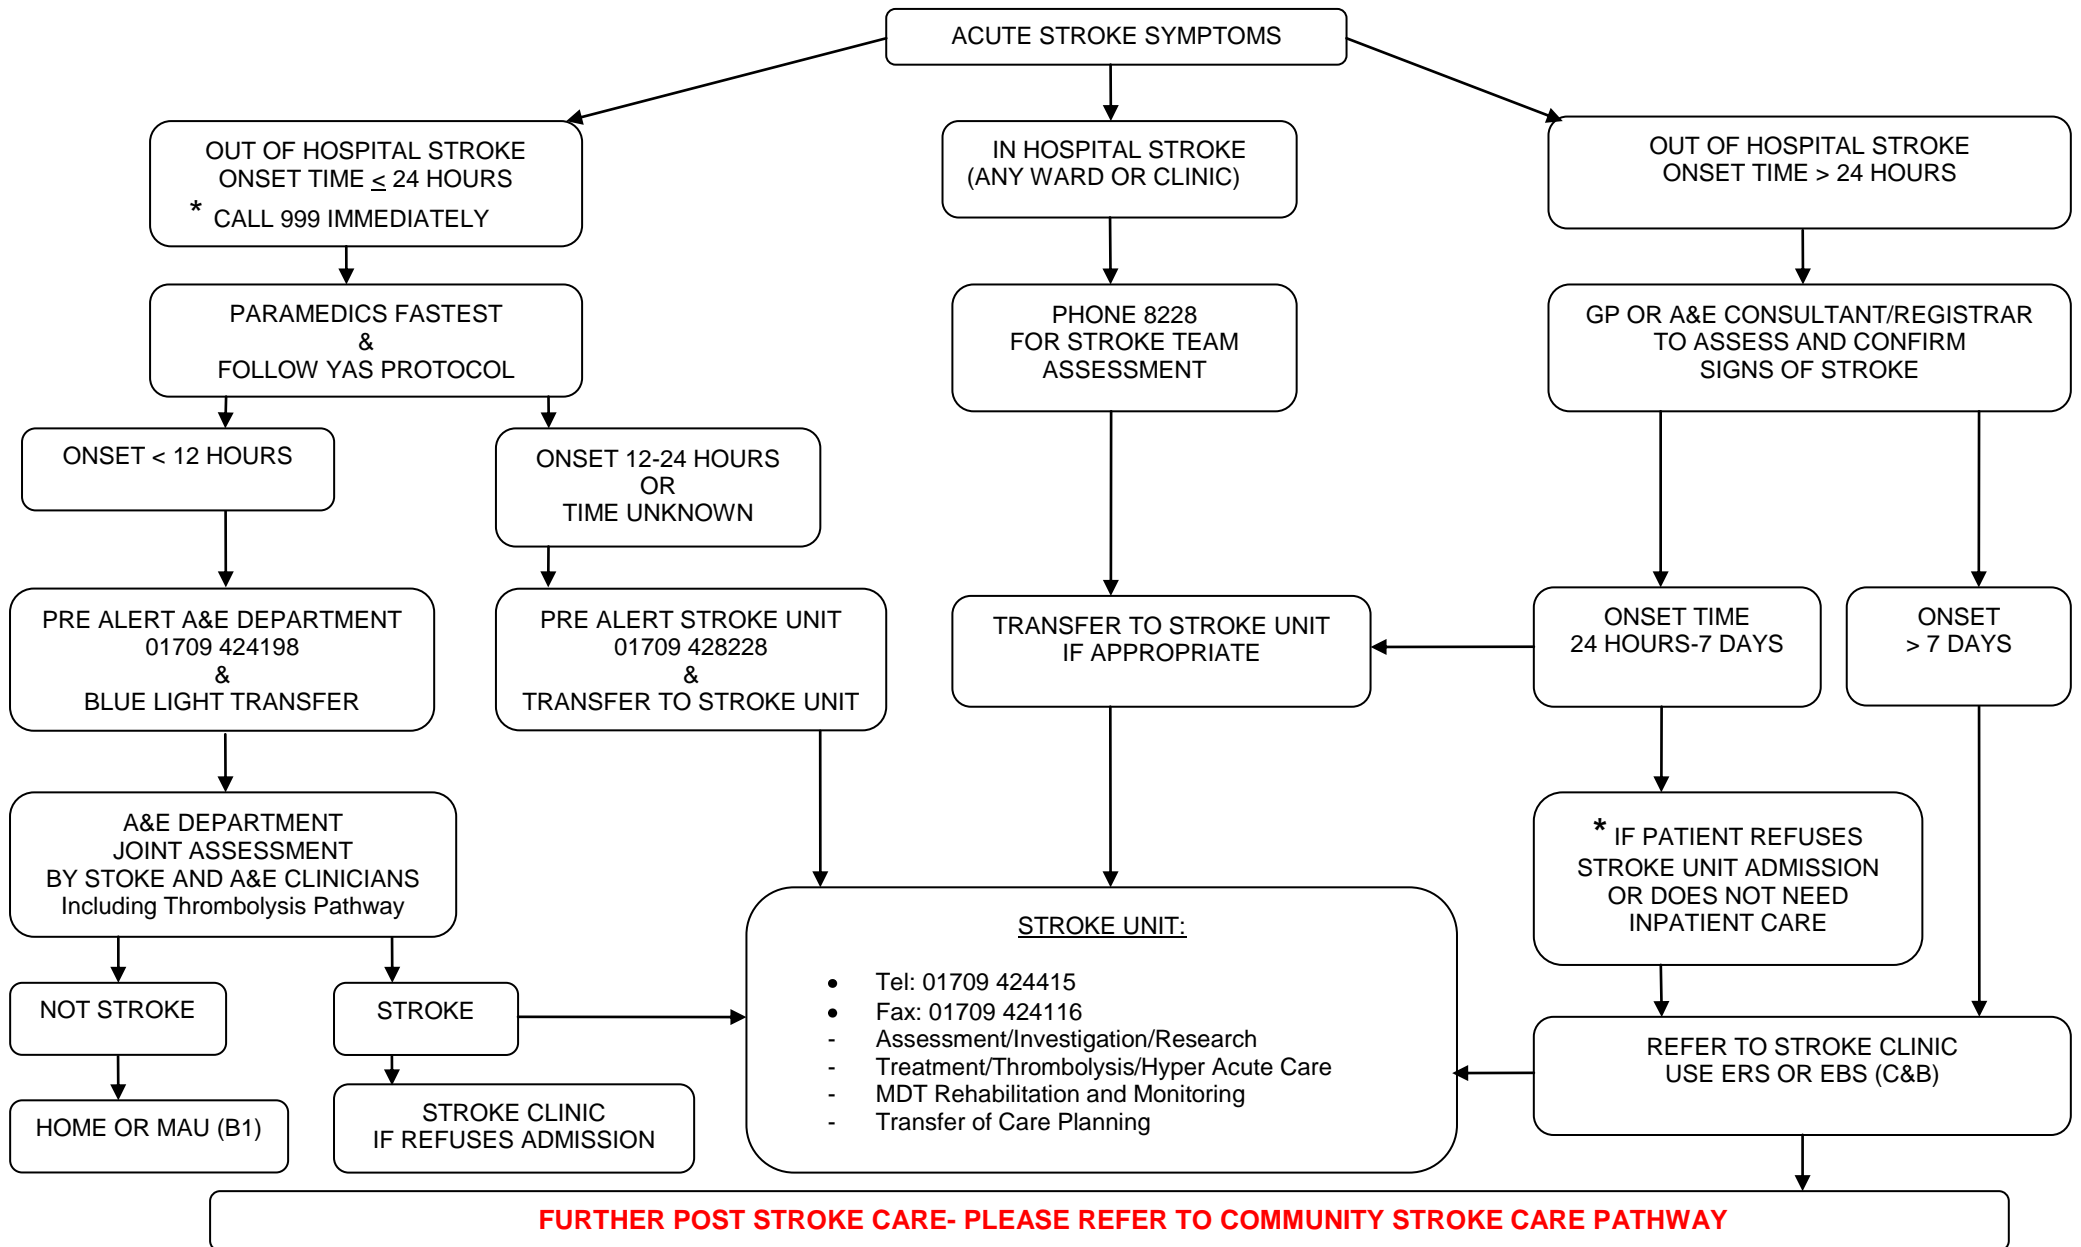 ACUTE STROKE SYMPTOMS
OUT OF HOSPITAL STROKE
ONSET TIME ≤ 24 HOURS
* CALL 999 IMMEDIATELY
IN HOSPITAL STROKE
(ANY WARD OR CLINIC)
OUT OF HOSPITAL STROKE
ONSET TIME > 24 HOURS
PARAMEDICS FASTEST
&
FOLLOW YAS PROTOCOL
PHONE 8228
FOR STROKE TEAM
ASSESSMENT
GP OR A&E CONSULTANT/REGISTRAR
TO ASSESS AND CONFIRM
SIGNS OF STROKE
ONSET < 12 HOURS
ONSET 12-24 HOURS
OR
TIME UNKNOWN
PRE ALERT A&E DEPARTMENT
01709 424198
&
BLUE LIGHT TRANSFER
PRE ALERT STROKE UNIT
01709 428228
&
TRANSFER TO STROKE UNIT
TRANSFER TO STROKE UNIT
IF APPROPRIATE
ONSET TIME
24 HOURS-7 DAYS
ONSET
> 7 DAYS
A&E DEPARTMENT
JOINT ASSESSMENT
BY STOKE AND A&E CLINICIANS
Including Thrombolysis Pathway
* IF PATIENT REFUSES
STROKE UNIT ADMISSION
OR DOES NOT NEED
INPATIENT CARE
STROKE UNIT:
• Tel: 01709 424415
• Fax: 01709 424116
- Assessment/Investigation/Research
- Treatment/Thrombolysis/Hyper Acute Care
- MDT Rehabilitation and Monitoring
- Transfer of Care Planning
NOT STROKE
STROKE
REFER TO STROKE CLINIC
USE ERS OR EBS (C&B)
HOME OR MAU (B1)
STROKE CLINIC
IF REFUSES ADMISSION
FURTHER POST STROKE CARE- PLEASE REFER TO COMMUNITY STROKE CARE PATHWAY